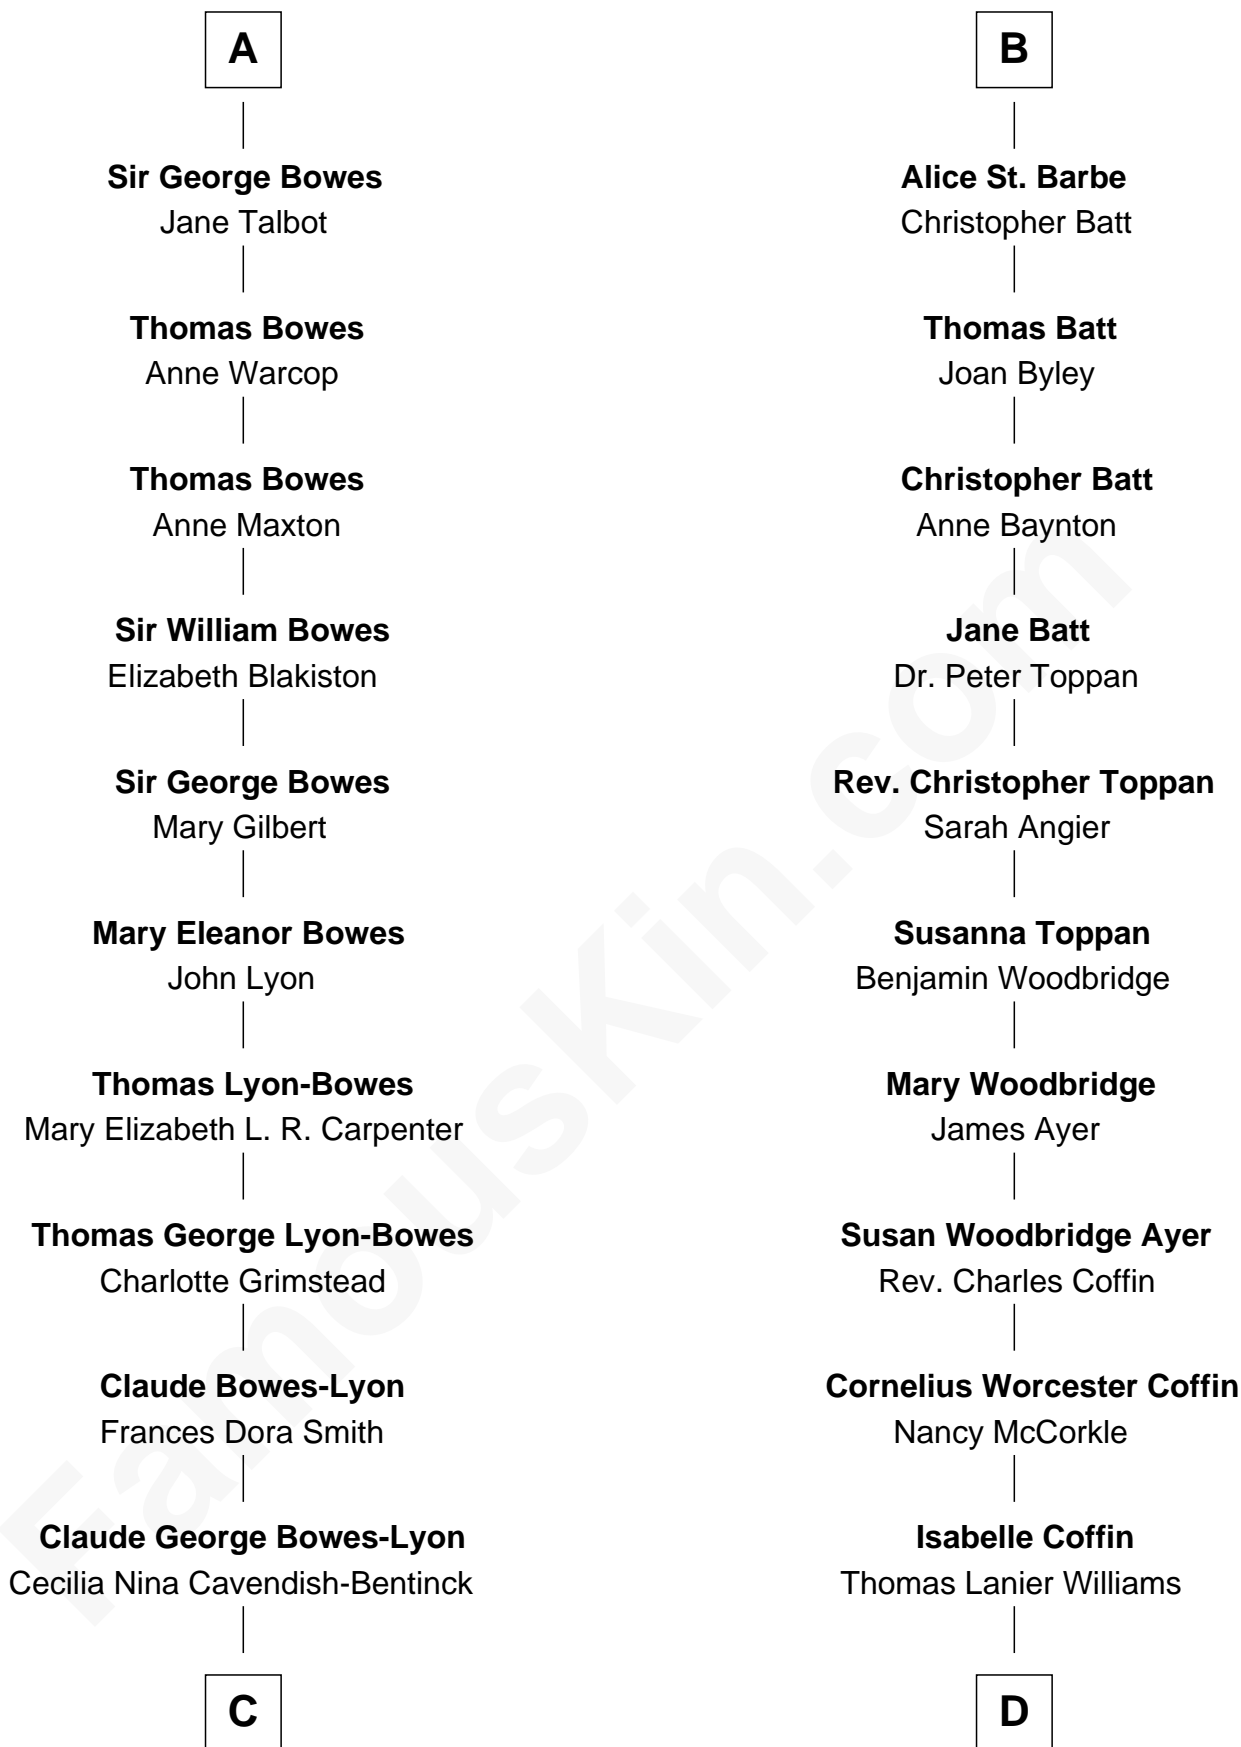 A
Sir George Bowes
Jane Talbot
Thomas Bowes
Anne Warcop
Thomas Bowes
Anne Maxton
Sir William Bowes
Elizabeth Blakiston
Sir George Bowes
Mary Gilbert
Mary Eleanor Bowes
John Lyon
Thomas Lyon-Bowes
Mary Elizabeth L. R. Carpenter
Thomas George Lyon-Bowes
Charlotte Grimstead
Claude Bowes-Lyon
Frances Dora Smith
Claude George Bowes-Lyon
Cecilia Nina Cavendish-Bentinck
C
B
Alice St. Barbe
Christopher Batt
Thomas Batt
Joan Byley
Christopher Batt
Anne Baynton
Jane Batt
Dr. Peter Toppan
Rev. Christopher Toppan
Sarah Angier
Susanna Toppan
Benjamin Woodbridge
Mary Woodbridge
James Ayer
Susan Woodbridge Ayer
Rev. Charles Coffin
Cornelius Worcester Coffin
Nancy McCorkle
Isabelle Coffin
Thomas Lanier Williams
D
FamousKin.com